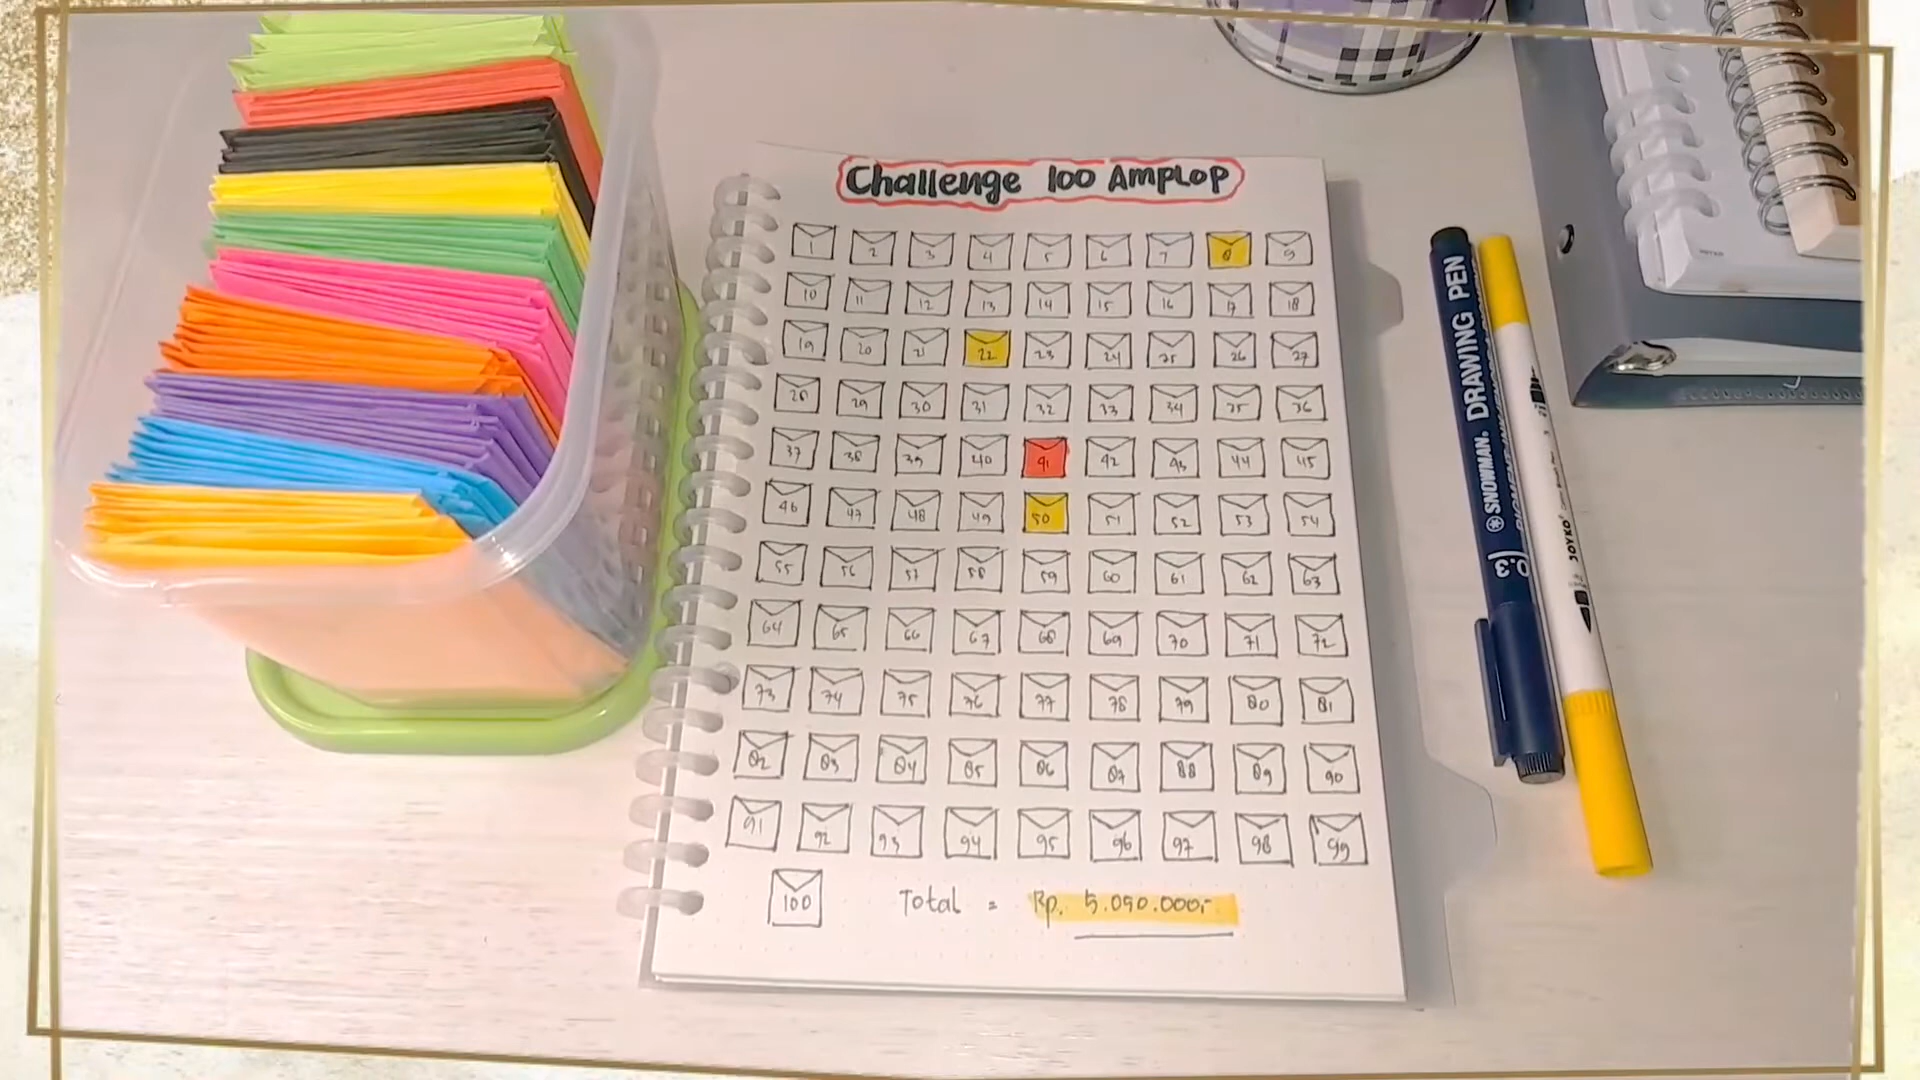 Challenge 100 Amplop
1 2 3 4 5 6 7 8 9
10 11 12 13 14 15 16 17 18
19 20 21 22 23 24 25 26 27
28 29 30 31 32 33 34 35 36
37 38 39 40 41 42 43 44 45
46 47 48 49 50 51 52 53 54
55 56 57 58 59 60 61 62 63
64 65 66 67 68 69 70 71 72
73 74 75 76 77 78 79 80 81
82 83 84 85 86 87 88 89 90
91 92 93 94 95 96 97 98 99
100 Total = Rp. 5.050.000,-
SNOWMAN. DRAWING PEN
0.3
JOYKO